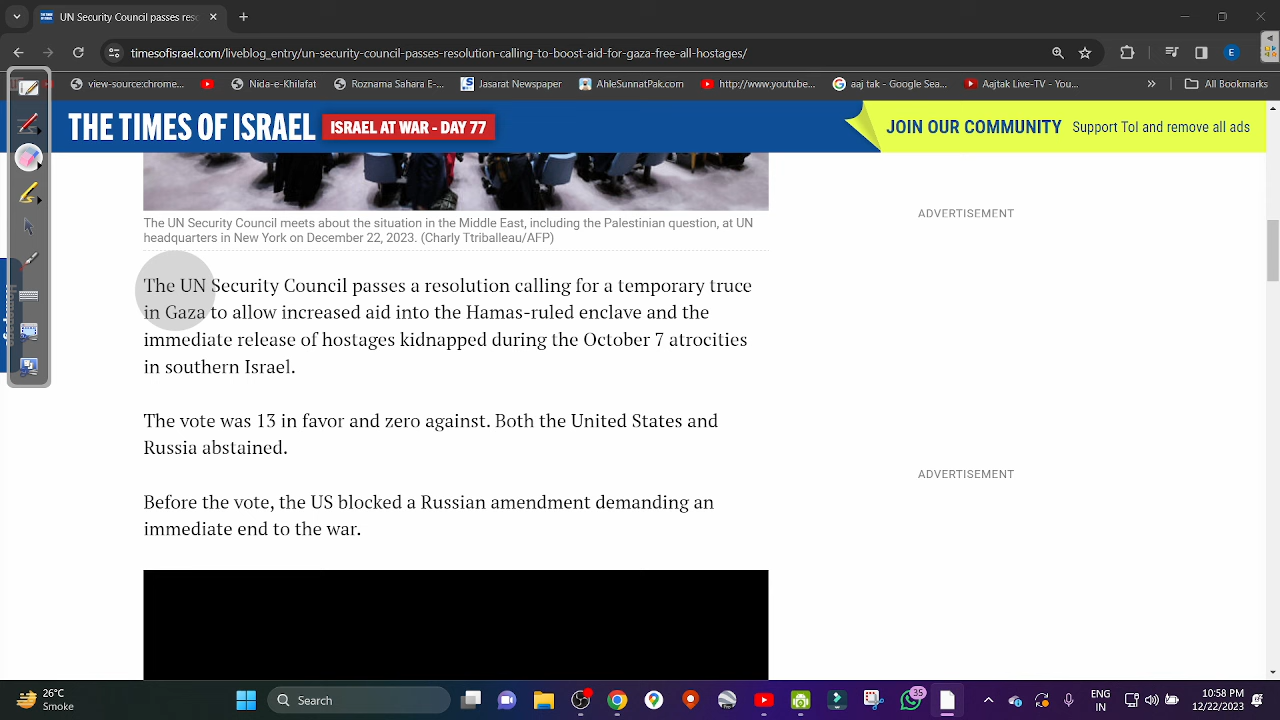 UN Security Council
timesofisrael.com/liveblog_entry/un-security-council-passes-resolution-calling-to-boost-aid-for-gaza-free-all-hostages/
E
view-source:chrome...
Nida-e-Khilafat
Roznama Sahara E...
Jasarat Newspaper
AhleSunnatPak.com
http://www.youtube...
aaj tak - Google Sea...
Aajtak Live-TV - You...
All Bookmarks
THE TIMES OF ISRAEL
ISRAEL AT WAR - DAY 77
JOIN OUR COMMUNITY Support ToI and remove all ads
The UN Security Council meets about the situation in the Middle East, including the Palestinian question, at UN
headquarters in New York on December 22, 2023. (Charly Ttriballeau/AFP)
The UN Security Council passes a resolution calling for a temporary truce
in Gaza to allow increased aid into the Hamas-ruled enclave and the
immediate release of hostages kidnapped during the October 7 atrocities
in southern Israel.
The vote was 13 in favor and zero against. Both the United States and
Russia abstained.
Before the vote, the US blocked a Russian amendment demanding an
immediate end to the war.
ADVERTISEMENT
ADVERTISEMENT
26°C
Smoke
Search
35
ENG
IN
10:58 PM
12/22/2023